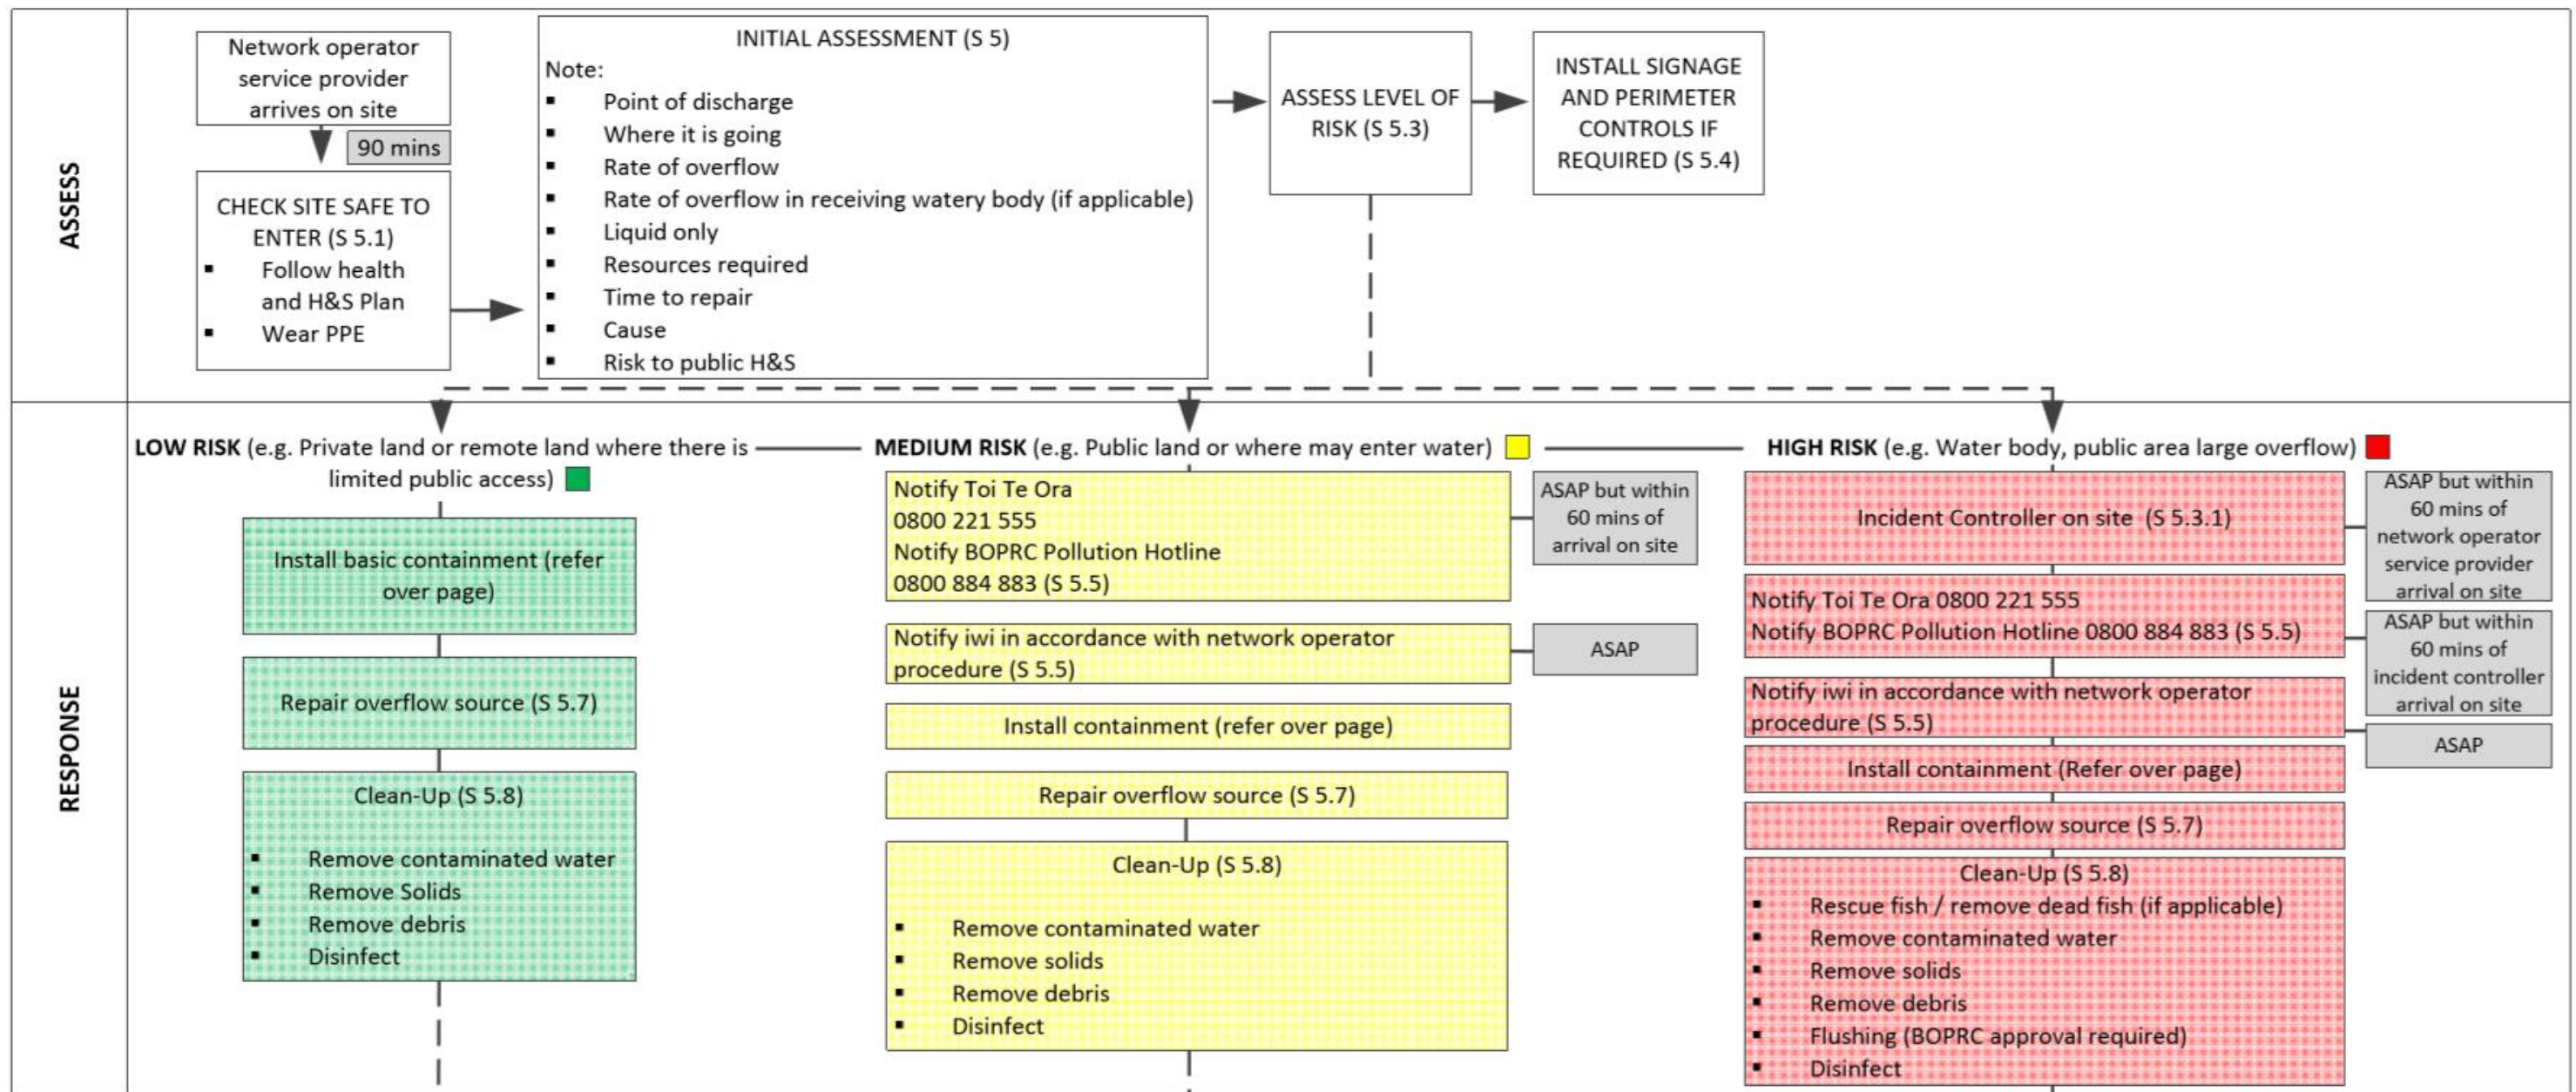 ASSESS
Network operator
service provider
arrives on site
90 mins
CHECK SITE SAFE TO
ENTER (S 5.1)
▪ Follow health
and H&S Plan
▪ Wear PPE
INITIAL ASSESSMENT (S 5)
Note:
▪ Point of discharge
▪ Where it is going
▪ Rate of overflow
▪ Rate of overflow in receiving watery body (if applicable)
▪ Liquid only
▪ Resources required
▪ Time to repair
▪ Cause
▪ Risk to public H&S
ASSESS LEVEL OF
RISK (S 5.3)
INSTALL SIGNAGE
AND PERIMETER
CONTROLS IF
REQUIRED (S 5.4)
RESPONSE
LOW RISK (e.g. Private land or remote land where there is
limited public access)
Install basic containment (refer
over page)
Repair overflow source (S 5.7)
Clean-Up (S 5.8)
▪ Remove contaminated water
▪ Remove Solids
▪ Remove debris
▪ Disinfect
MEDIUM RISK (e.g. Public land or where may enter water)
Notify Toi Te Ora
0800 221 555
Notify BOPRC Pollution Hotline
0800 884 883 (S 5.5)
ASAP but within
60 mins of
arrival on site
Notify iwi in accordance with network operator
procedure (S 5.5)
ASAP
Install containment (refer over page)
Repair overflow source (S 5.7)
Clean-Up (S 5.8)
▪ Remove contaminated water
▪ Remove solids
▪ Remove debris
▪ Disinfect
HIGH RISK (e.g. Water body, public area large overflow)
Incident Controller on site (S 5.3.1)
ASAP but within
60 mins of
network operator
service provider
arrival on site
Notify Toi Te Ora 0800 221 555
Notify BOPRC Pollution Hotline 0800 884 883 (S 5.5)
ASAP but within
60 mins of
incident controller
arrival on site
Notify iwi in accordance with network operator
procedure (S 5.5)
ASAP
Install containment (Refer over page)
Repair overflow source (S 5.7)
Clean-Up (S 5.8)
▪ Rescue fish / remove dead fish (if applicable)
▪ Remove contaminated water
▪ Remove solids
▪ Remove debris
▪ Flushing (BOPRC approval required)
▪ Disinfect